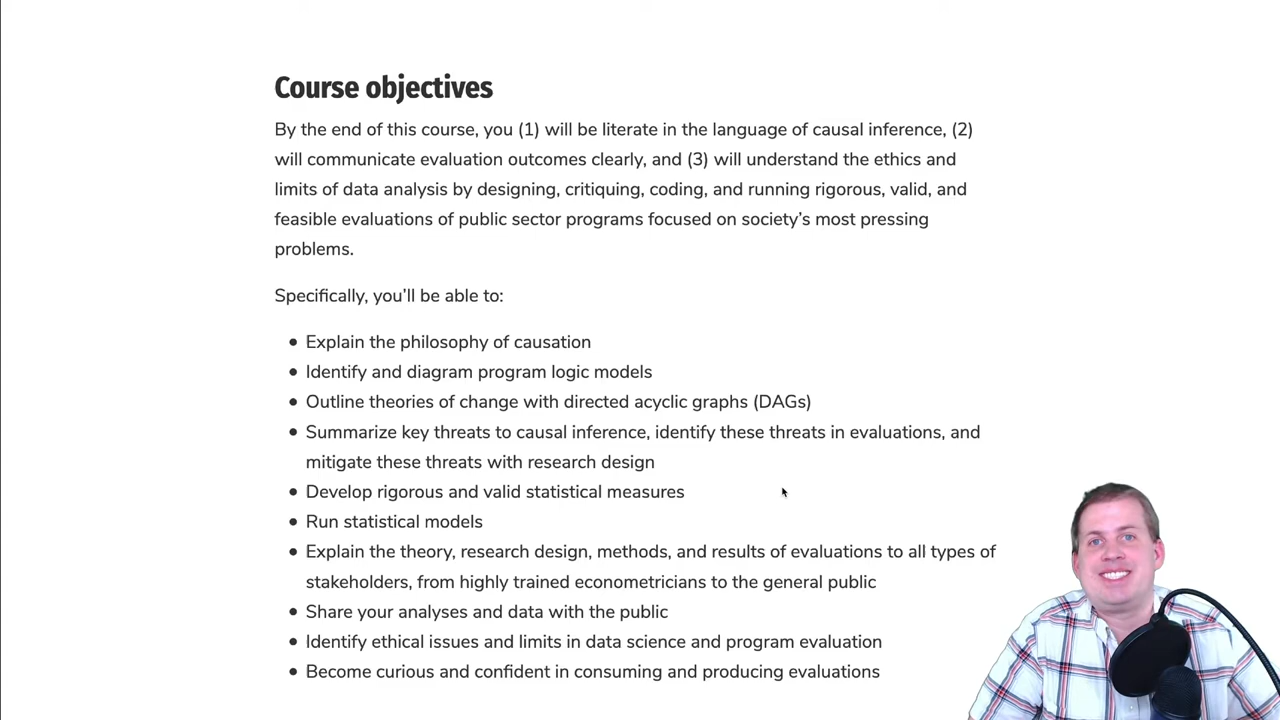 Course objectives
By the end of this course, you (1) will be literate in the language of causal inference, (2)
will communicate evaluation outcomes clearly, and (3) will understand the ethics and
limits of data analysis by designing, critiquing, coding, and running rigorous, valid, and
feasible evaluations of public sector programs focused on society’s most pressing
problems.
Specifically, you’ll be able to:
• Explain the philosophy of causation
• Identify and diagram program logic models
• Outline theories of change with directed acyclic graphs (DAGs)
• Summarize key threats to causal inference, identify these threats in evaluations, and
mitigate these threats with research design
• Develop rigorous and valid statistical measures
• Run statistical models
• Explain the theory, research design, methods, and results of evaluations to all types of
stakeholders, from highly trained econometricians to the general public
• Share your analyses and data with the public
• Identify ethical issues and limits in data science and program evaluation
• Become curious and confident in consuming and producing evaluations